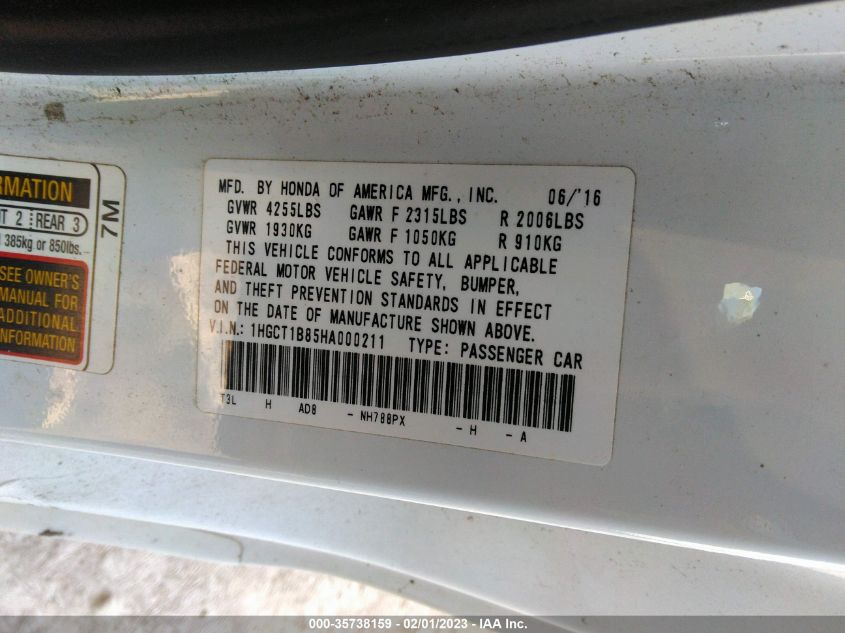 RMATION
NT 2 REAR 3
385kg or 850lbs.
SEE OWNER'S
MANUAL FOR
ADDITIONAL
INFORMATION
7M
MFD. BY HONDA OF AMERICA MFG., INC. 06/'16
GVWR 4255LBS GAWR F 2315LBS R 2006LBS
GVWR 1930KG GAWR F 1050KG R 910KG
THIS VEHICLE CONFORMS TO ALL APPLICABLE
FEDERAL MOTOR VEHICLE SAFETY, BUMPER,
AND THEFT PREVENTION STANDARDS IN EFFECT
ON THE DATE OF MANUFACTURE SHOWN ABOVE.
V.I.N.: 1HGCT1B85HA000211 TYPE: PASSENGER CAR
T3L H AD8 - NH788PX - H - A
000-35738159 - 02/01/2023 - IAA Inc.